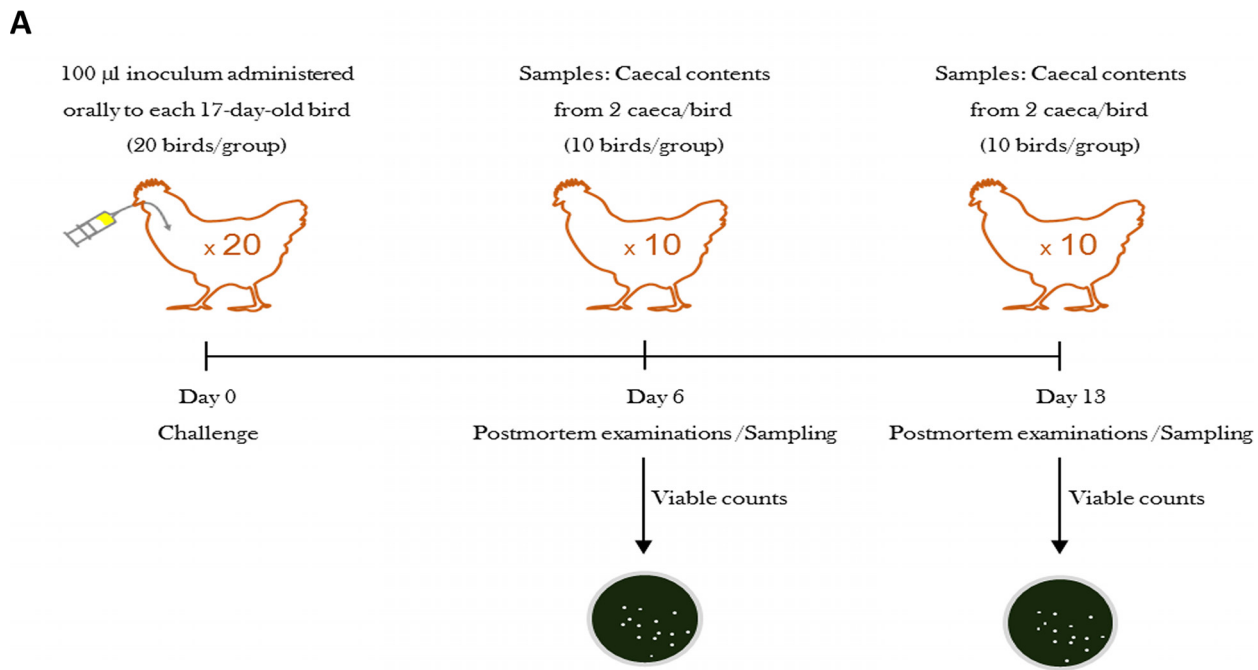 A
100 µl inoculum administered
orally to each 17-day-old bird
(20 birds/group)
x 20
Samples: Caecal contents
from 2 caeca/bird
(10 birds/group)
x 10
Samples: Caecal contents
from 2 caeca/bird
(10 birds/group)
x 10
Day 0
Challenge
Day 6
Postmortem examinations /Sampling
Viable counts
Day 13
Postmortem examinations /Sampling
Viable counts